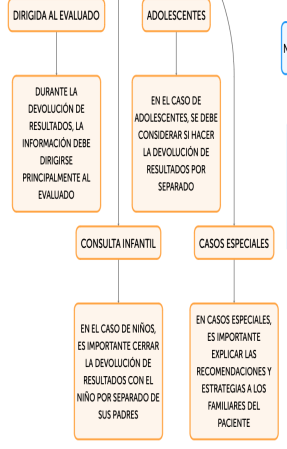 DIRIGIDA AL EVALUADO
ADOLESCENTES
DURANTE LA
DEVOLUCIÓN DE
RESULTADOS, LA
INFORMACIÓN DEBE
DIRIGIRSE
PRINCIPALMENTE AL
EVALUADO
EN EL CASO DE
ADOLESCENTES, SE DEBE
CONSIDERAR SI HACER
LA DEVOLUCIÓN DE
RESULTADOS POR
SEPARADO
CONSULTA INFANTIL
CASOS ESPECIALES
EN EL CASO DE NIÑOS,
ES IMPORTANTE CERRAR
LA DEVOLUCIÓN DE
RESULTADOS CON EL
NIÑO POR SEPARADO DE
SUS PADRES
EN CASOS ESPECIALES,
ES IMPORTANTE
EXPLICAR LAS
RECOMENDACIONES Y
ESTRATEGIAS A LOS
FAMILIARES DEL
PACIENTE